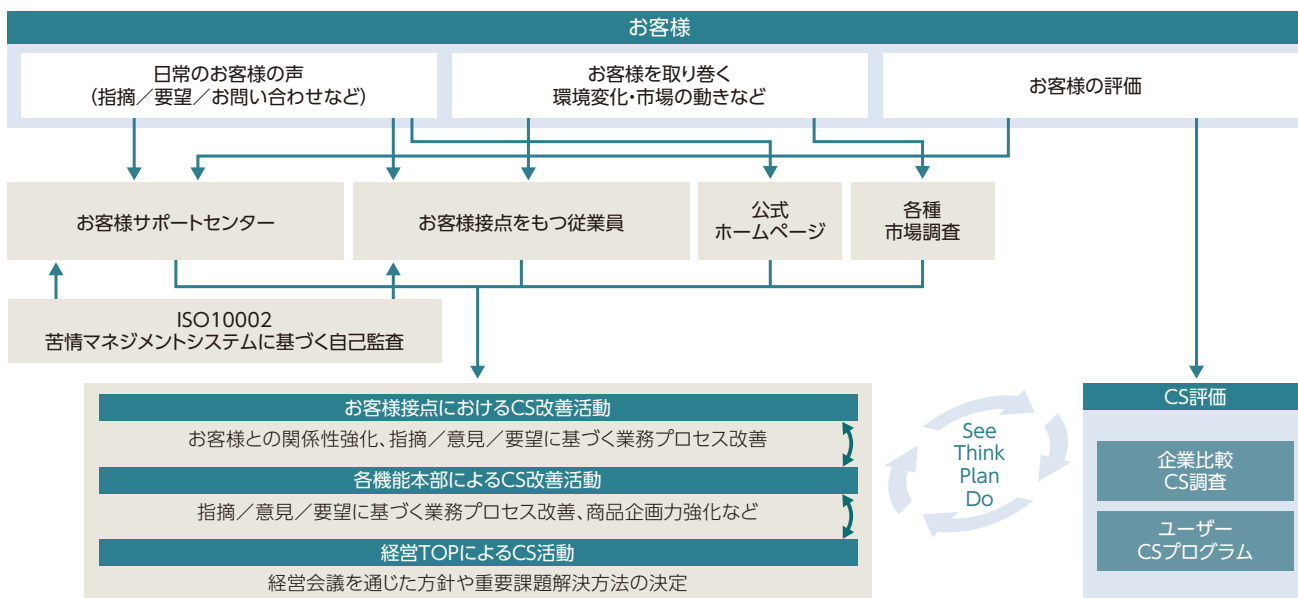 お客様
日常のお客様の声
（指摘／要望／お問い合わせなど）
お客様を取り巻く
環境変化・市場の動きなど
お客様の評価
お客様サポートセンター
お客様接点をもつ従業員
公式
ホームページ
各種
市場調査
ISO10002
苦情マネジメントシステムに基づく自己監査
お客様接点におけるCS改善活動
お客様との関係性強化、指摘／意見／要望に基づく業務プロセス改善
各機能本部によるCS改善活動
指摘／意見／要望に基づく業務プロセス改善、商品企画力強化など
経営TOPによるCS活動
経営会議を通じた方針や重要課題解決方法の決定
See
Think
Plan
Do
CS評価
企業比較
CS調査
ユーザー
CSプログラム